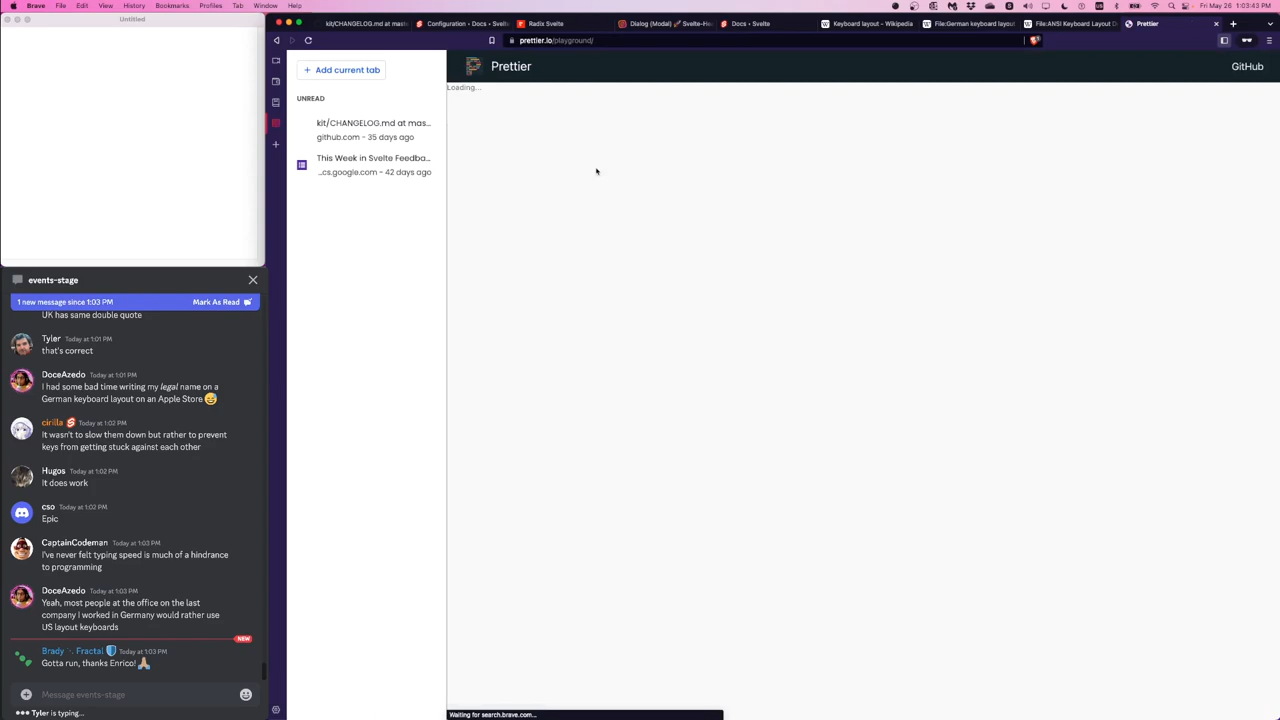 Brave File Edit View History Bookmarks Profiles Tab Window Help
Fri May 26 1:03:43 PM
Untitled
kit/CHANGELOG.md at mast
Configuration • Docs • Svelte
Radix Svelte
Dialog (Modal) 🚀 Svelte-Hea
Docs • Svelte
Keyboard layout - Wikipedia
File:German keyboard layout
File:ANSI Keyboard Layout D
Prettier
prettier.io/playground/
Add current tab
UNREAD
kit/CHANGELOG.md at mas...
github.com - 35 days ago
This Week in Svelte Feedba...
...cs.google.com - 42 days ago
Prettier
GitHub
Loading...
events-stage
1 new message since 1:03 PM
Mark As Read
UK has same double quote
Tyler Today at 1:01 PM
that's correct
DoceAzedo Today at 1:01 PM
I had some bad time writing my legal name on a
German keyboard layout on an Apple Store 😅
cirilla Today at 1:02 PM
It wasn't to slow them down but rather to prevent
keys from getting stuck against each other
Hugos Today at 1:02 PM
It does work
cso Today at 1:02 PM
Epic
CaptainCodeman Today at 1:03 PM
I've never felt typing speed is much of a hindrance
to programming
DoceAzedo Today at 1:03 PM
Yeah, most people at the office on the last
company I worked in Germany would rather use
US layout keyboards
NEW
Brady ⋱ Fractal Today at 1:03 PM
Gotta run, thanks Enrico! 🙏🏼
Message events-stage
Tyler is typing...
Waiting for search.brave.com...